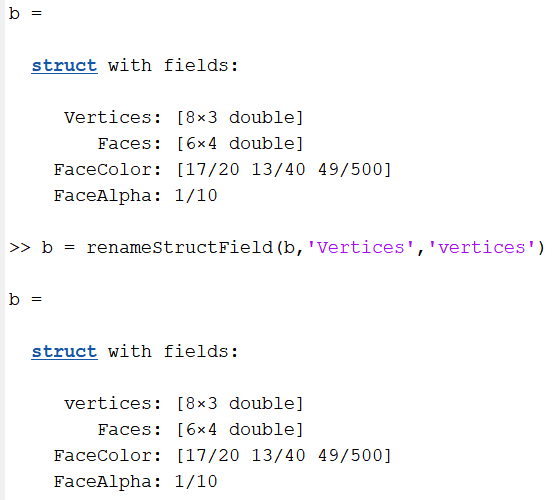 b =
struct with fields:
Vertices: [8×3 double]
Faces: [6×4 double]
FaceColor: [17/20 13/40 49/500]
FaceAlpha: 1/10
>> b = renameStructField(b,'Vertices','vertices')
b =
struct with fields:
vertices: [8×3 double]
Faces: [6×4 double]
FaceColor: [17/20 13/40 49/500]
FaceAlpha: 1/10